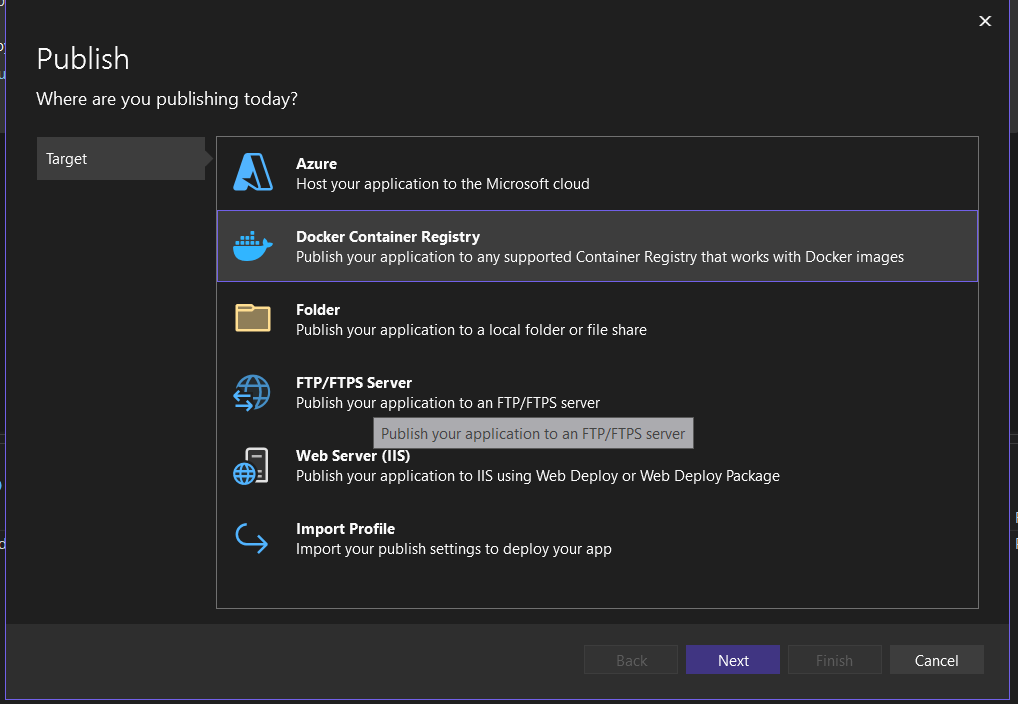 Publish
Where are you publishing today?
Target
Azure
Host your application to the Microsoft cloud
Docker Container Registry
Publish your application to any supported Container Registry that works with Docker images
Folder
Publish your application to a local folder or file share
FTP/FTPS Server
Publish your application to an FTP/FTPS server
Publish your application to an FTP/FTPS server
Web Server (IIS)
Publish your application to IIS using Web Deploy or Web Deploy Package
Import Profile
Import your publish settings to deploy your app
Back
Next
Finish
Cancel